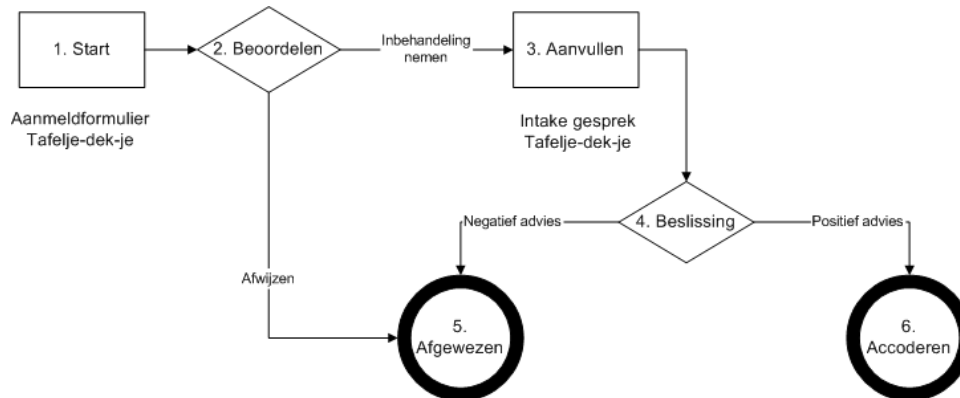 1. Start
2. Beoordelen
Inbehandeling
nemen
3. Aanvullen
Aanmeldformulier
Tafelje-dek-je
Intake gesprek
Tafelje-dek-je
Negatief advies
4. Beslissing
Positief advies
Afwijzen
5.
Afgewezen
6.
Accoderen